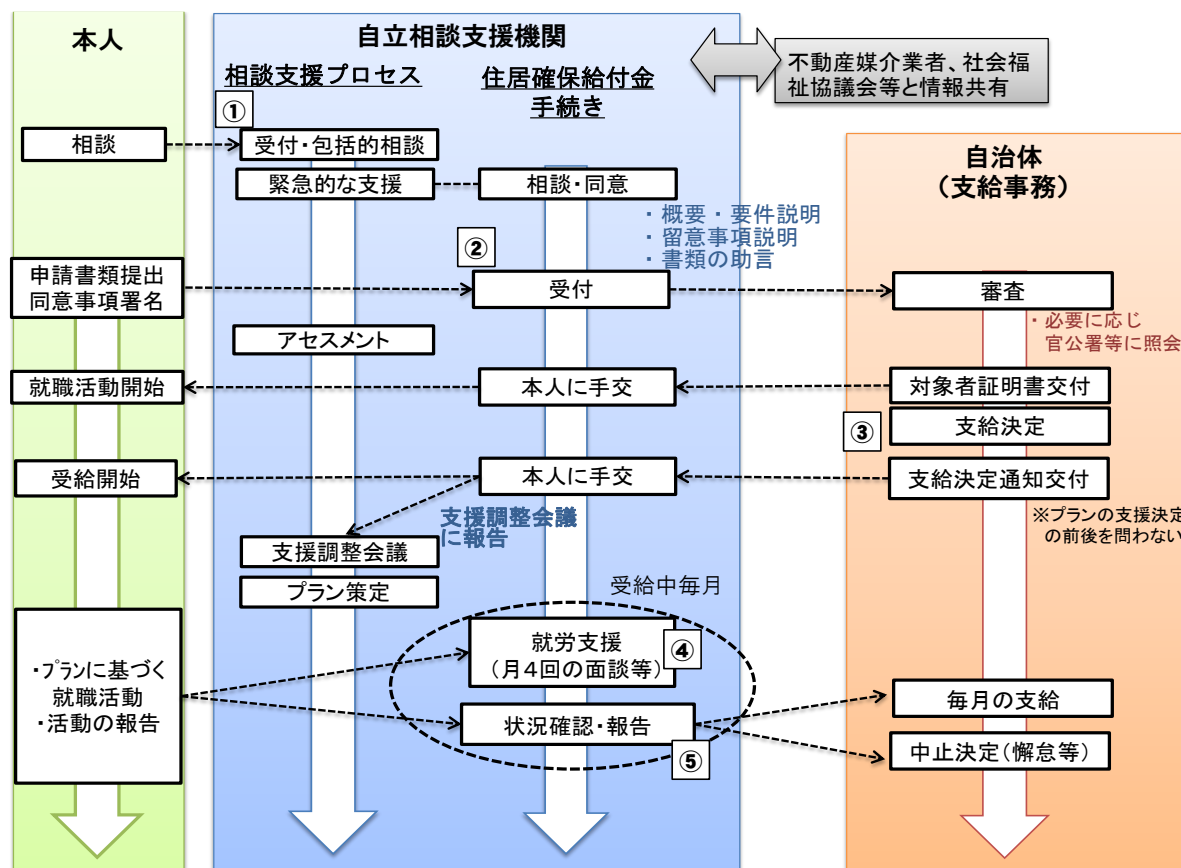 本人
自立相談支援機関
相談支援プロセス
住居確保給付金
手続き
不動産媒介業者、社会福
祉協議会等と情報共有
自治体
（支給事務）
①
相談
受付・包括的相談
緊急的な支援
相談・同意
・概要・要件説明
・留意事項説明
・書類の助言
②
申請書類提出
同意事項署名
受付
審査
・必要に応じ
官公署等に照会
アセスメント
就職活動開始
本人に手交
対象者証明書交付
③
支給決定
受給開始
本人に手交
支給決定通知交付
※プランの支援決定
の前後を問わない
支援調整会議
に報告
支援調整会議
プラン策定
受給中毎月
・プランに基づく
就職活動
・活動の報告
就労支援
（月４回の面談等）
④
状況確認・報告
⑤
毎月の支給
中止決定（懈怠等）